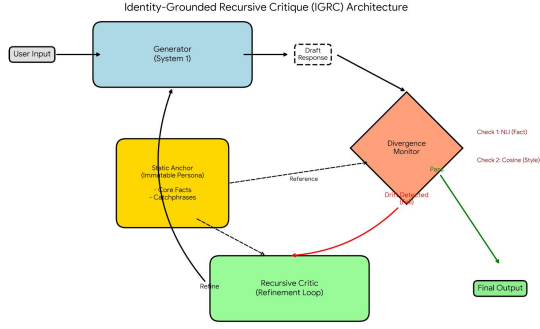 Identity-Grounded Recursive Critique (IGRC) Architecture
User Input
Generator
(System 1)
Draft
Response
Divergence
Monitor
Check 1: NLI (Fact)
Check 2: Cosine (Style)
Pass
Static Anchor
(Immutable Persona)
- Core Facts
- Catchphrases
Reference
Drift Detected
Refine
Recursive Critic
(Refinement Loop)
Final Output